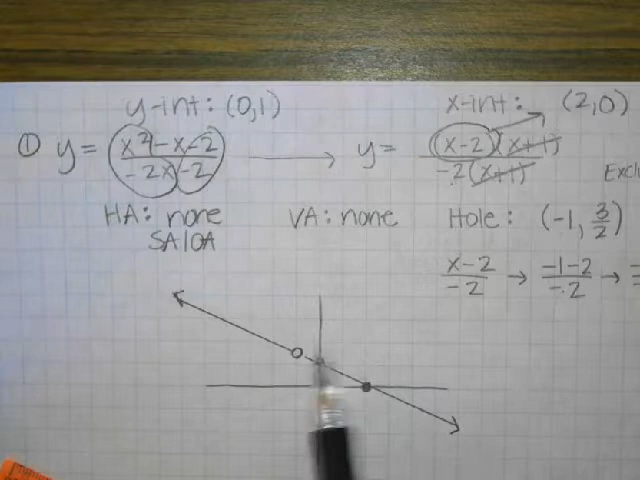 y-int: (0,1) x-int: (2,0)
① y = x²-x-2 / -2x-2 → y = (x-2)(x+1) / -2(x+1)
Exclu
HA: none VA: none Hole: (-1, 3/2)
SA/OA
x-2 / -2 → -1-2 / -2 →